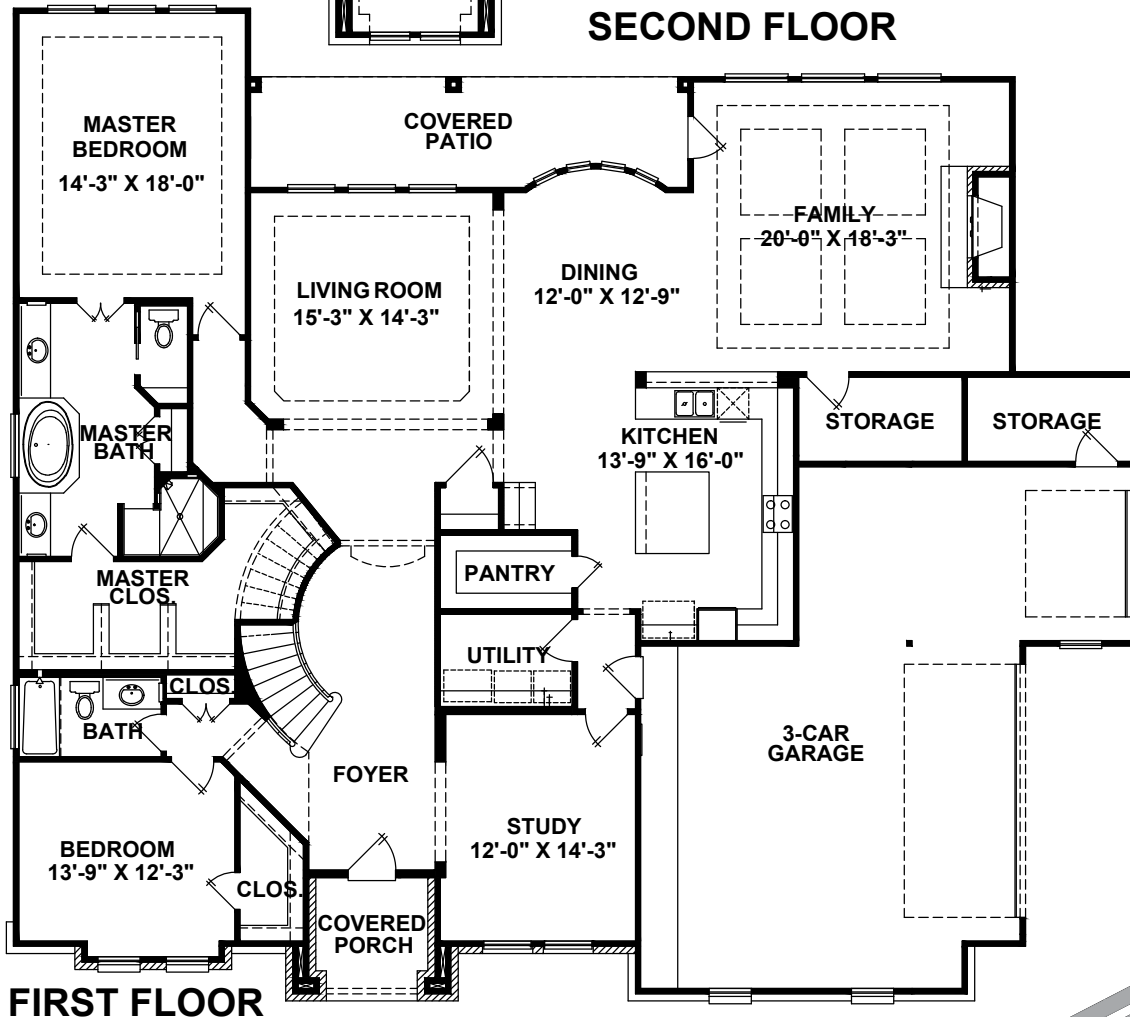 SECOND FLOOR
MASTER
BEDROOM
14'-3" X 18'-0"
COVERED
PATIO
FAMILY
20'-0" X 18'-3"
LIVING ROOM
15'-3" X 14'-3"
DINING
12'-0" X 12'-9"
MASTER
BATH
KITCHEN
13'-9" X 16'-0"
STORAGE
STORAGE
MASTER
CLOS.
PANTRY
UTILITY
CLOS.
BATH
FOYER
3-CAR
GARAGE
BEDROOM
13'-9" X 12'-3"
STUDY
12'-0" X 14'-3"
CLOS.
COVERED
PORCH
FIRST FLOOR